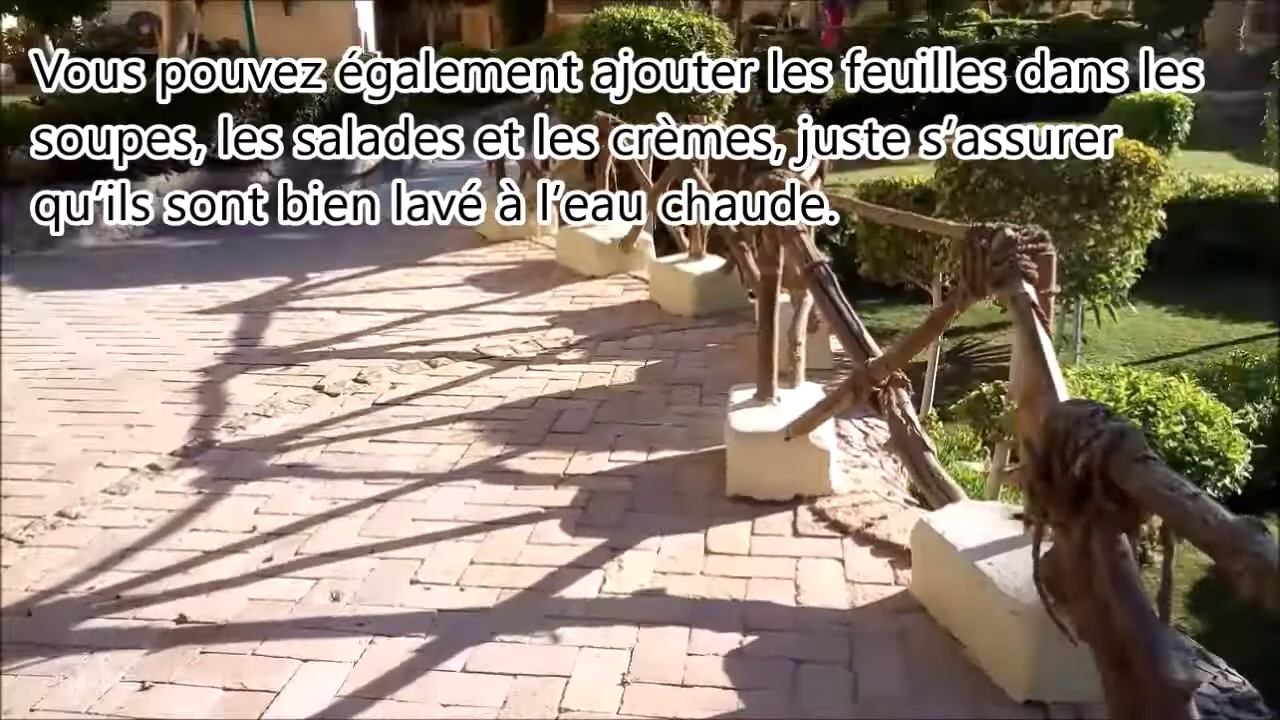 Vous pouvez également ajouter les feuilles dans les
soupes, les salades et les crèmes, juste s’assurer
qu’ils sont bien lavé à l’eau chaude.